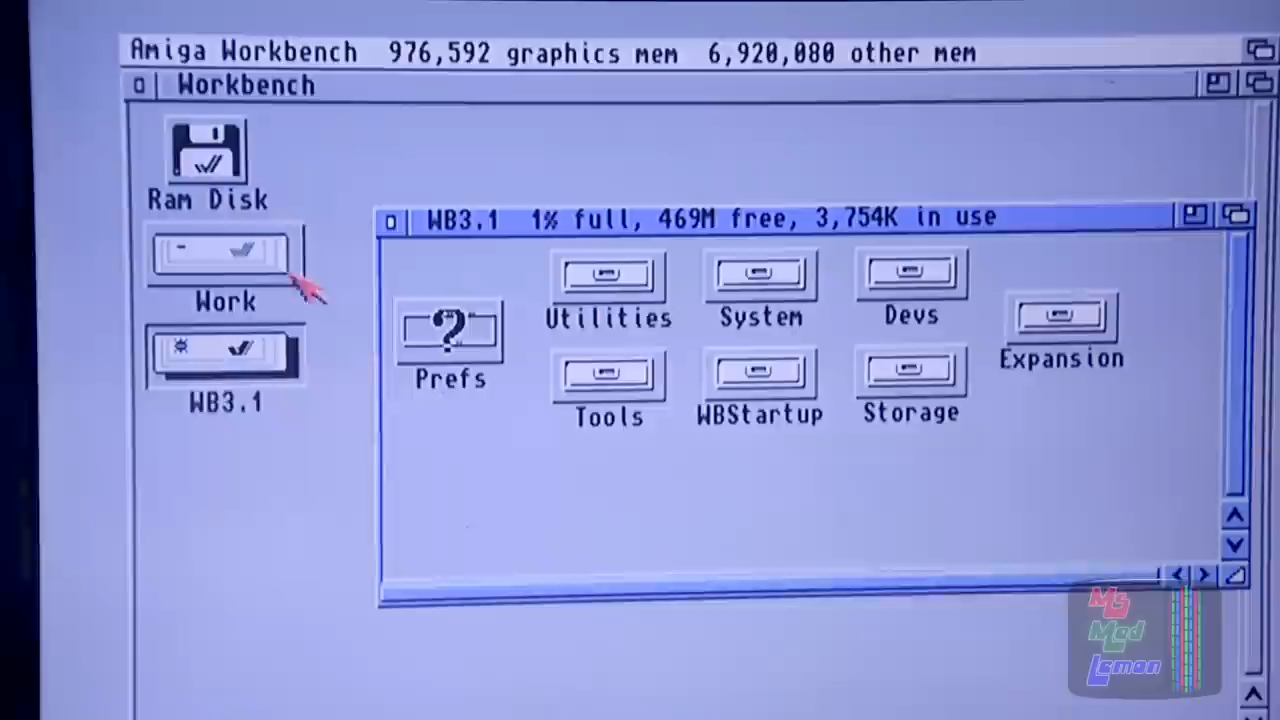 Amiga Workbench 976,592 graphics mem 6,920,080 other mem
Workbench
Ram Disk
Work
WB3.1
WB3.1 1% full, 469M free, 3,754K in use
Prefs
Utilities
System
Devs
Expansion
Tools
WBStartup
Storage
MsMadLemon